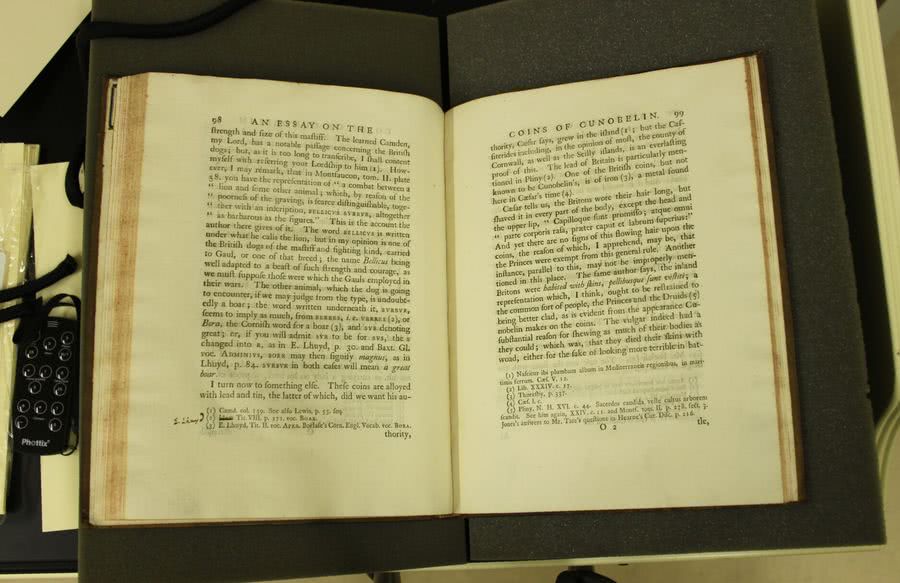 98 AN ESSAY ON THE
strength and size of this mastiff. The learned Camden,
my Lord, has a notable passage concerning the British
dogs; but, as it is too long to transcribe, I shall content
myself with referring your Lordship to him (1). How-
ever, I may remark, that in Montfaucon, tom. II. plate
58. you have the representation of “ a combat between a
“ lion and some other animal; which, by reason of the
“ poorness of the graving, is scarce distinguishable, toge-
“ ther with an inscription, BELLICVS SVRBVR, altogether
“ as barbarous as the figures.” This is the account the
author there gives of it. The word BELLICVS is written
under what he calls the lion, but in my opinion is one of
the British dogs of the mastiff and fighting kind, carried
to Gaul, or one of that breed; the name Bellicus being
well adapted to a beast of such strength and courage, as
we must suppose those were which the Gauls employed in
their wars. The other animal, which the dog is going
to encounter, if we may judge from the type, is undoubt-
edly a boar; the word written underneath it, SVRBVR,
seems to imply as much, from i.e. VERRES (2), or
Bora, the Cornish word for a boar (3), and SVR denoting
great; or, if you will admit SVR to be for the s
changed into as in E. Lhuyd, p. 30. and Baxt. Gl.
voc. ADMINIVS, may then signify magnus, as in
Lhuyd, p. 84. SVRBVR in both cases will mean a great
boar.
I turn now to something else. These coins are alloyed
with lead and tin, the latter of which, did we want his au-
(1) Camd. col. 139. See also Lewis, p. 55. seq.
E. Lhuyd (2) Tit. VIII. p. 271. voc. BOAR.
(3) E. Lhuyd, Tit. II. voc. APER. Borlase's Corn. Engl. Vocab. voc. BORA.
thority,
COINS OF CUNOBELIN. 99
thority, Cæsar says, grew in the island (1); but the Cas-
siterides including, in the opinion of most, the county of
Cornwall, as well as the Scilly islands, is an everlasting
proof of this. The lead of Britain is particularly men-
tioned in Pliny (2). One of the British coins, but not
known to be Cunobelin's, is of iron (3), a metal found
here in Cæsar's time (4).
Cæsar tells us, the Britons wore their hair long, but
shaved it in every part of the body, except the head and
the upper lip, “ Capilloque sunt promisso; atque omni
“ parte corporis rasa, præter caput et labrum superius:”
And yet there are no signs of this flowing hair upon the
coins, the reason of which, I apprehend, may be, that
the Princes were exempt from this general rule. Another
instance, parallel to this, may not be improperly men-
tioned in this place. The same author says, the inland
Britons were habited with skins, pellibusque sunt vestiti; a
representation which, I think, ought to be restrained to
the common sort of people, the Princes and the Druids (5)
being better clad, as is evident from the appearance Cu-
nobelin makes on the coins. The vulgar indeed had a
substantial reason for shewing as much of their bodies as
they could; which was, that they died their skins with
woad, either for the sake of looking more terrible in bat-
(1) Nascitur ibi plumbum album in Mediterraneis regionibus, in mari-
timis ferrum. Cæs. V. 12.
(2) Lib. XXXIV. c. 17.
(3) Thoresby, p. 337.
(4) Cæs. l. c.
(5) Pliny, N. H. XVI. c. 44. Sacerdos candida veste cultus arborem
scandit. See him again, XXIV. c. 11. and Montf. tom. II. p. 278. sect. 3.
Jones's answers to Mr. Tate's questions in Hearne's Cur. Disc. p. 216.
O 2 tle,
Phottix